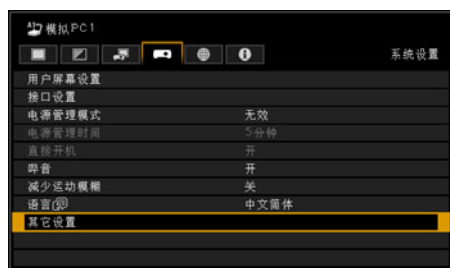 模拟PC1
系统设置
用户屏幕设置
接口设置
电源管理模式 无效
电源管理时间 5分钟
直接开机 开
哔音 开
减少运动模糊 关
语言 中文简体
其它设置